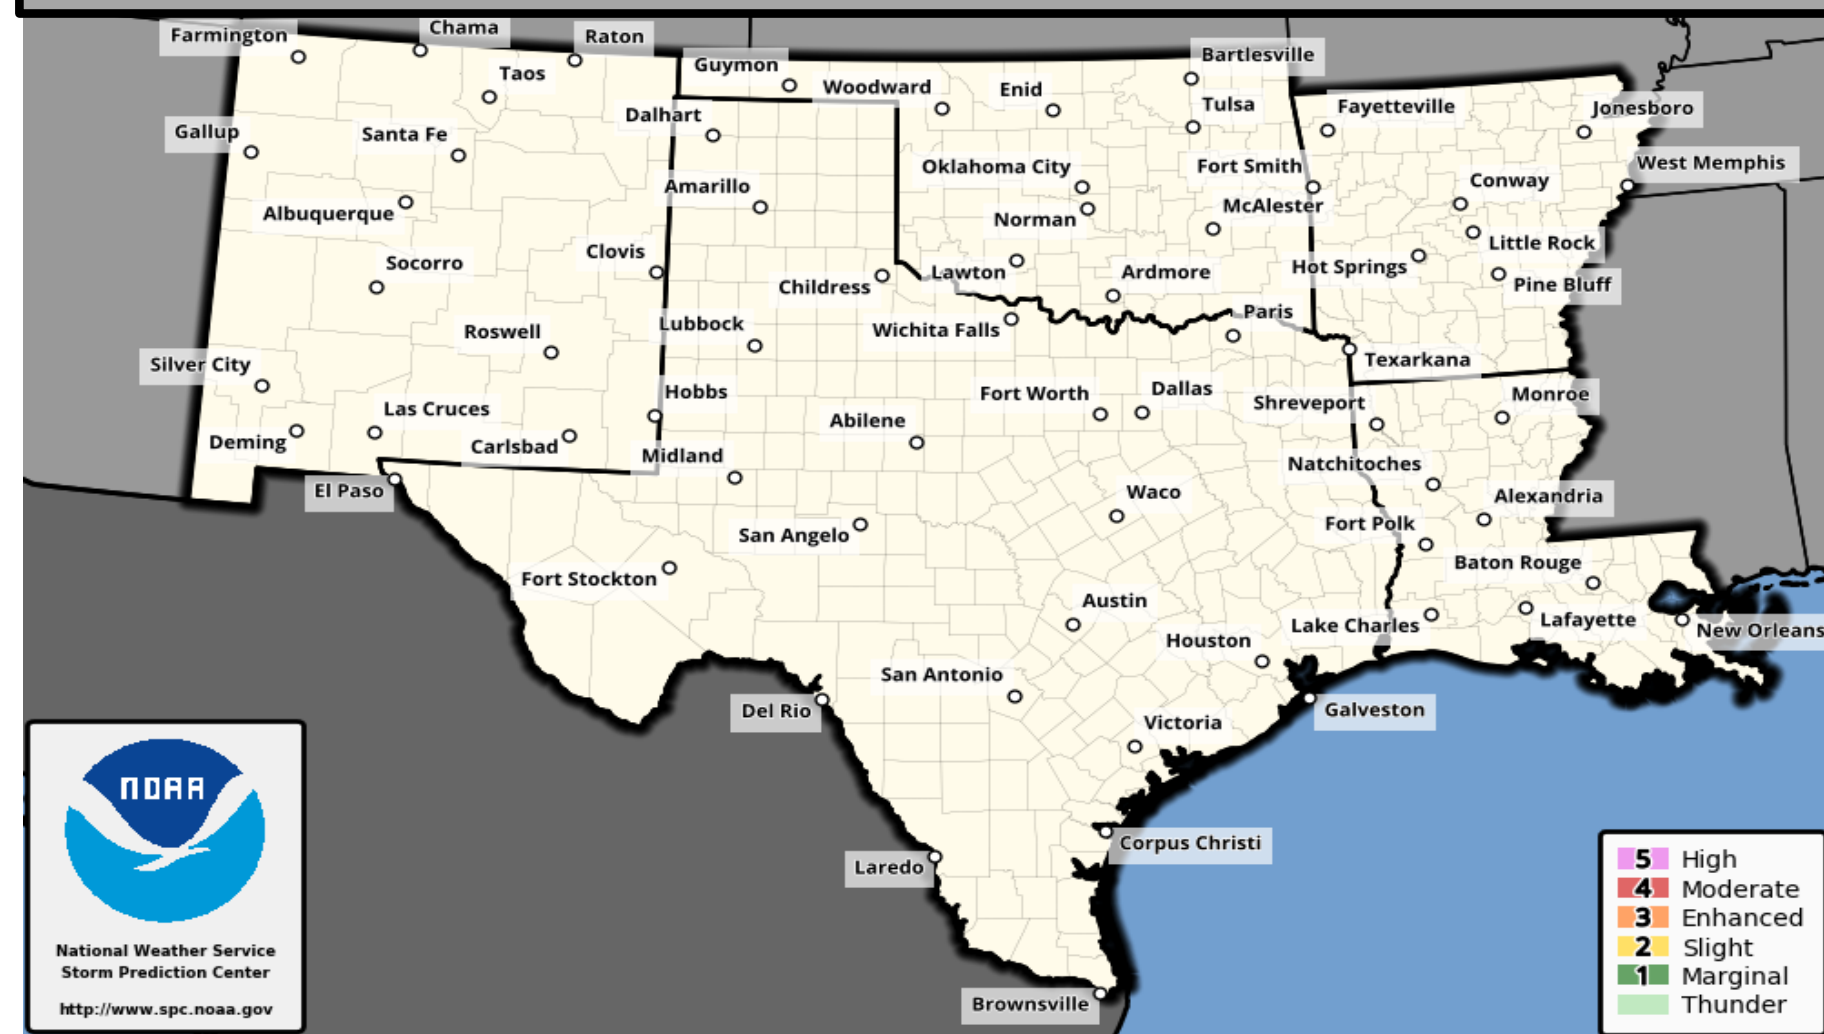 Farmington
Chama
Raton
Taos
Guymon
Woodward
Enid
Bartlesville
Tulsa
Fayetteville
Jonesboro
Gallup
Santa Fe
Dalhart
Oklahoma City
Fort Smith
Conway
West Memphis
Amarillo
Albuquerque
Norman
McAlester
Little Rock
Socorro
Clovis
Childress
Lawton
Ardmore
Hot Springs
Pine Bluff
Roswell
Lubbock
Wichita Falls
Paris
Texarkana
Silver City
Las Cruces
Hobbs
Fort Worth
Dallas
Shreveport
Monroe
Deming
Carlsbad
Midland
Abilene
Natchitoches
El Paso
Waco
Alexandria
San Angelo
Fort Polk
Fort Stockton
Baton Rouge
Austin
Lake Charles
Lafayette
New Orleans
Houston
San Antonio
Del Rio
Victoria
Galveston
Corpus Christi
Laredo
Brownsville
NOAA
National Weather Service
Storm Prediction Center
http://www.spc.noaa.gov
5 High
4 Moderate
3 Enhanced
2 Slight
1 Marginal
Thunder